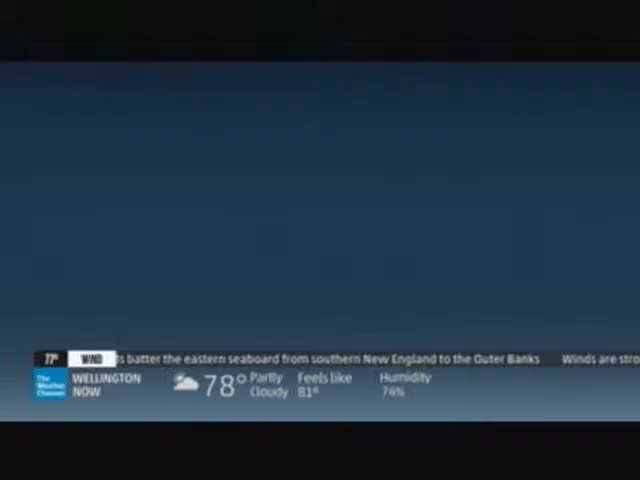 77° WIND s batter the eastern seaboard from southern New England to the Outer Banks Winds are stro
The Weather Channel
WELLINGTON NOW
78° Partly Cloudy
Feels like 81°
Humidity 74%